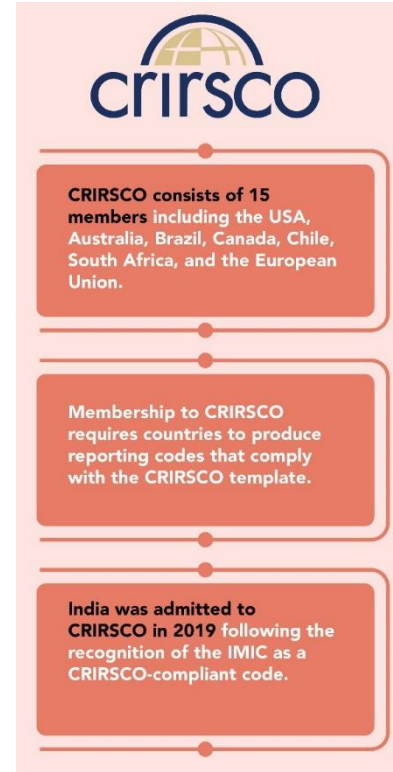 crirsco
CRIRSCO consists of 15
members including the USA,
Australia, Brazil, Canada, Chile,
South Africa, and the European
Union.
Membership to CRIRSCO
requires countries to produce
reporting codes that comply
with the CRIRSCO template.
India was admitted to
CRIRSCO in 2019 following the
recognition of the IMIC as a
CRIRSCO-compliant code.